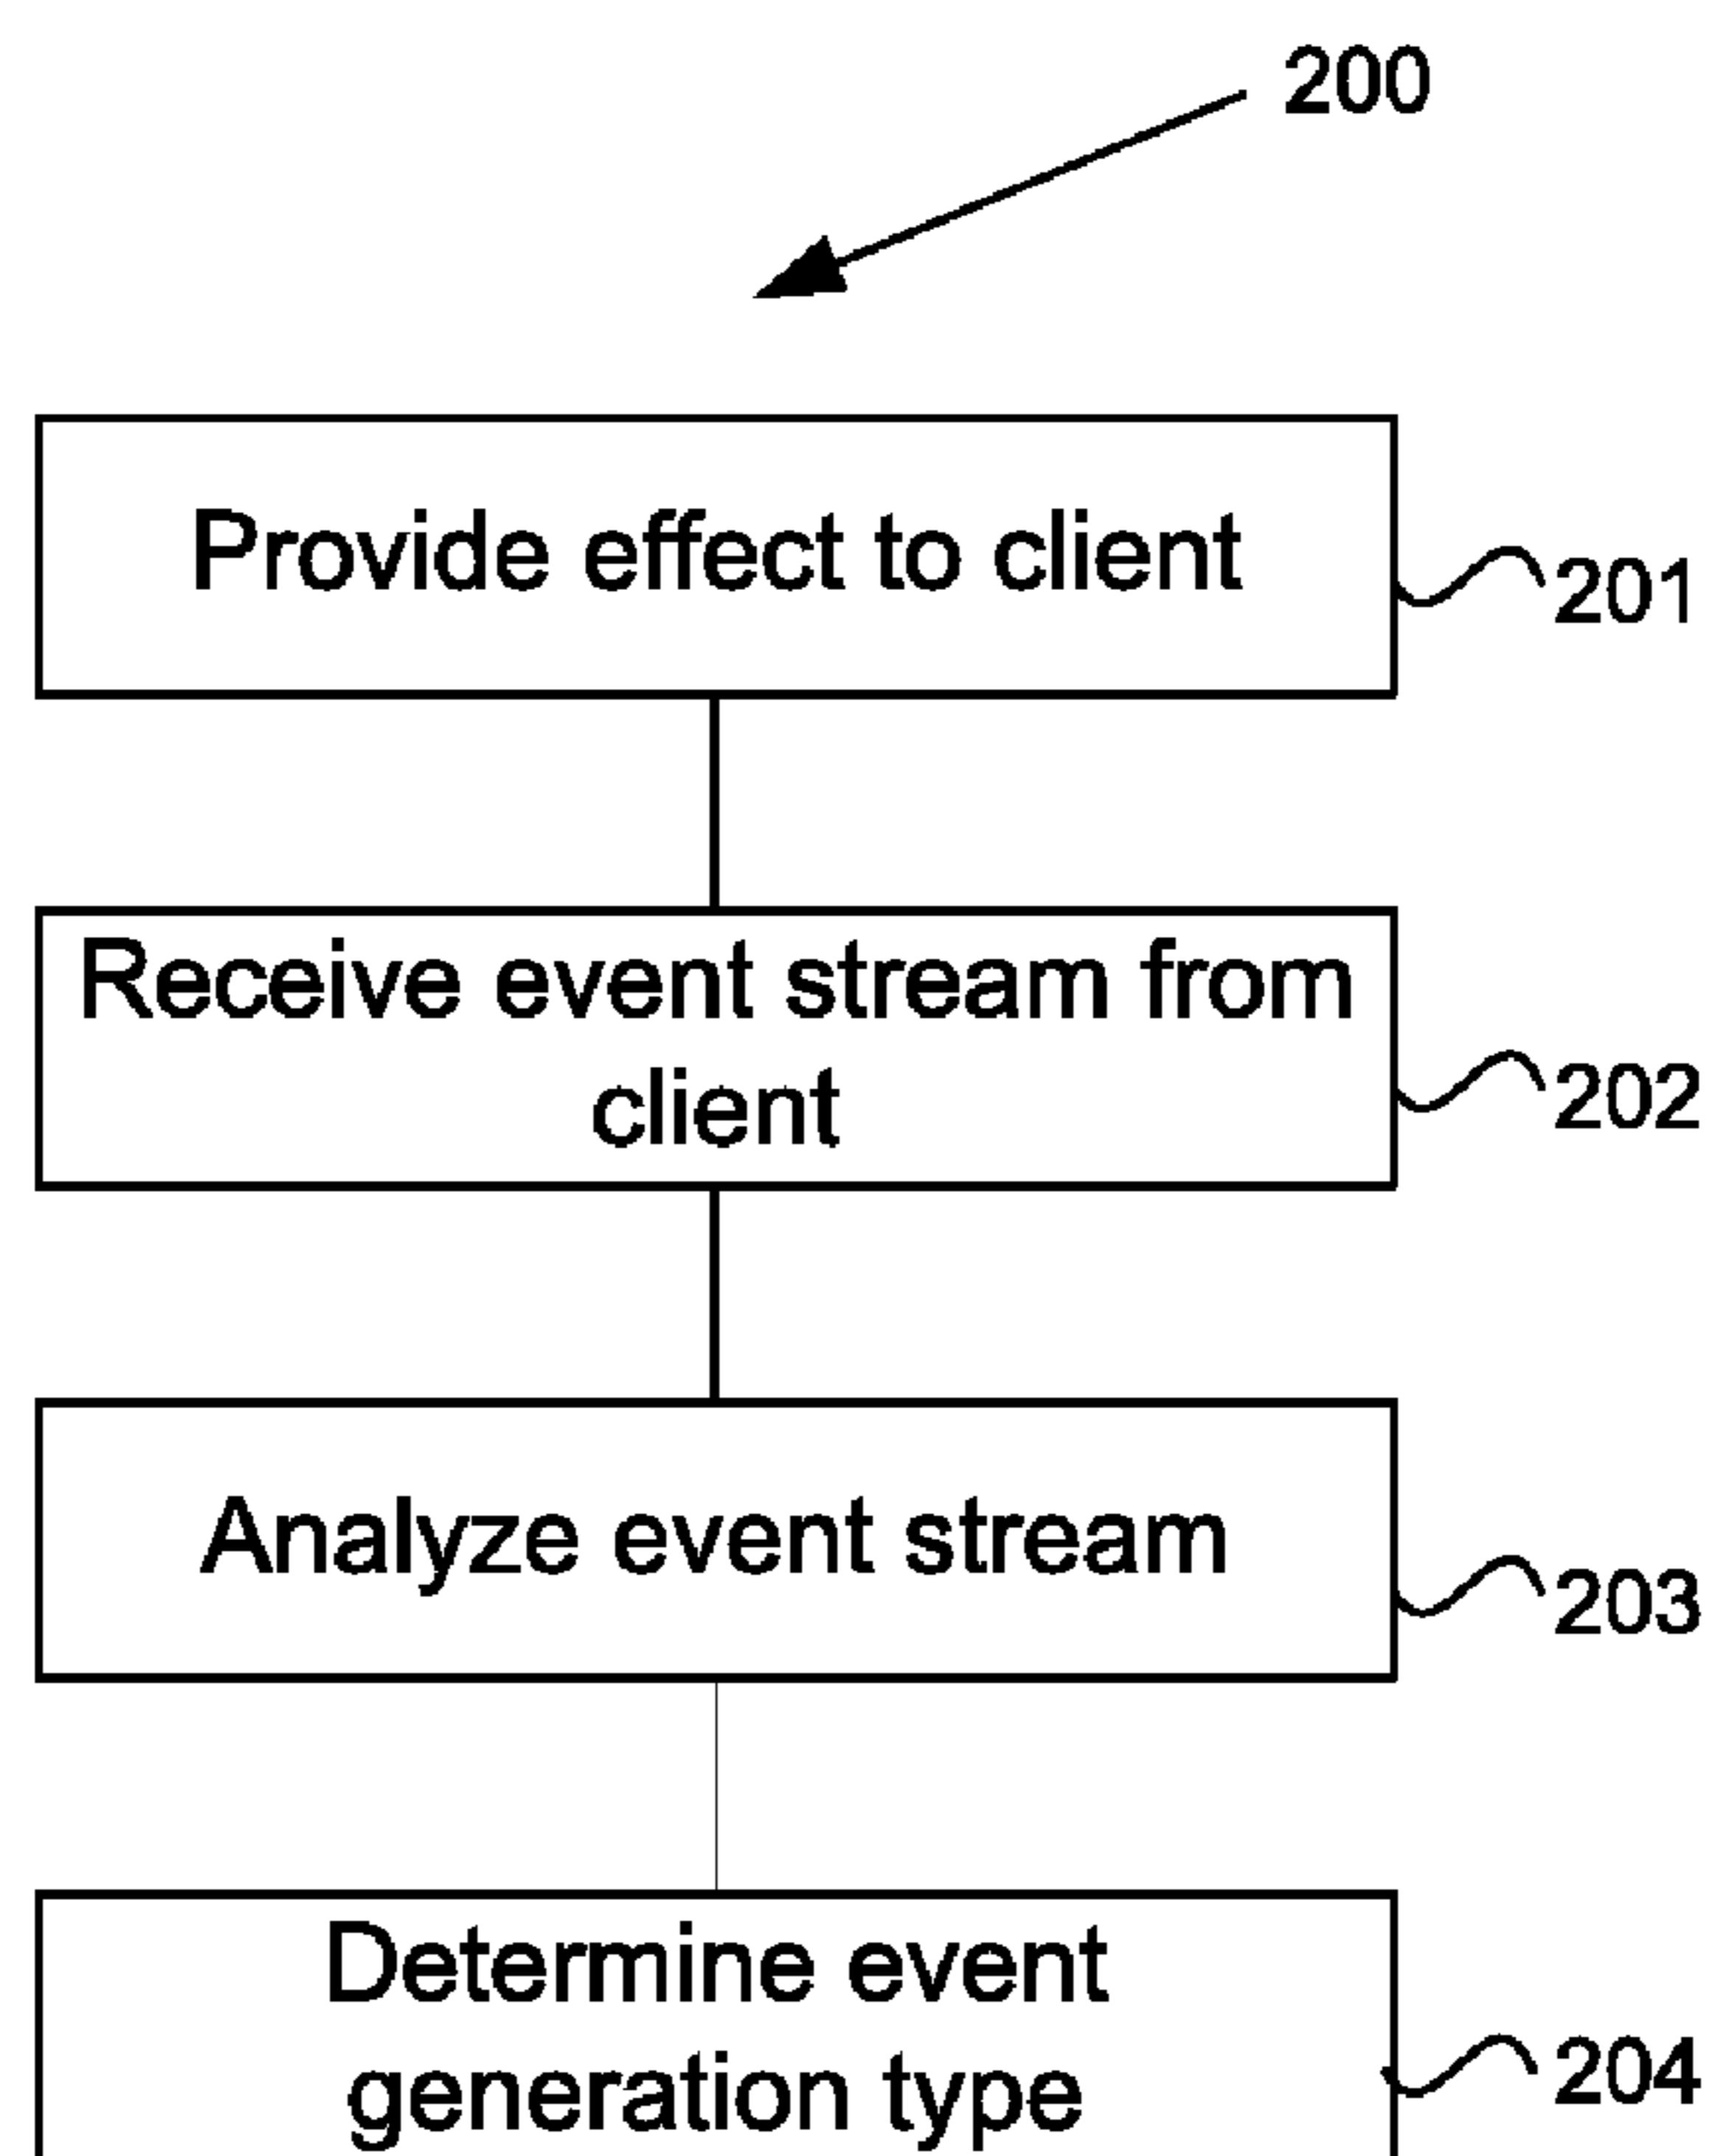 200
Provide effect to client
201
Receive event stream from
client
202
Analyze event stream
203
Determine event
generation type
204